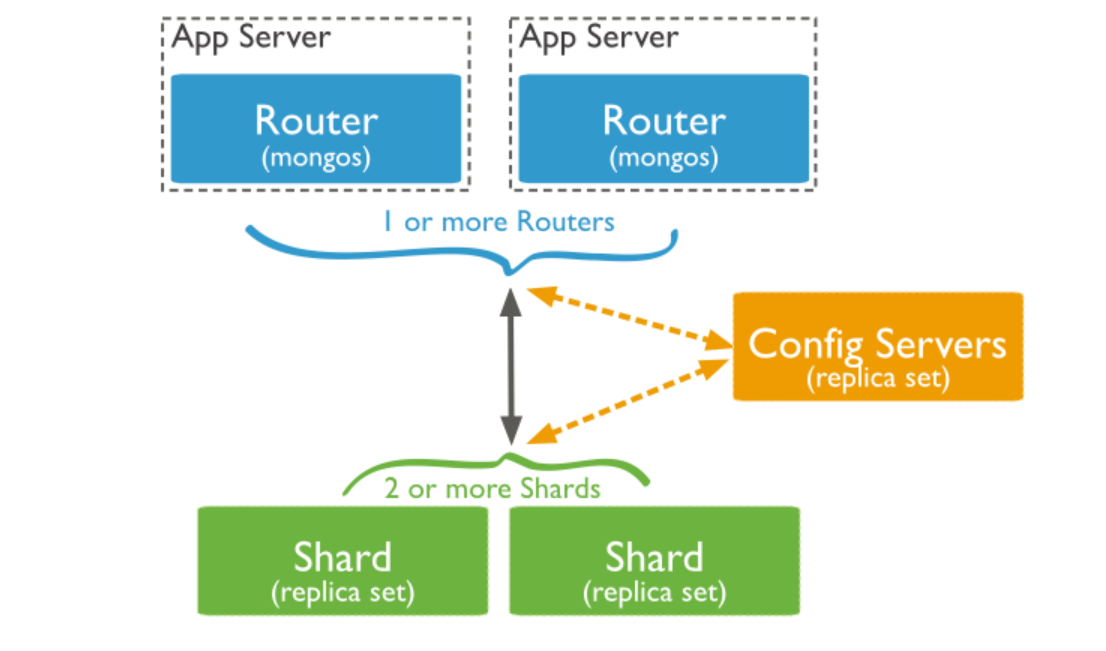 App Server
Router
(mongos)
App Server
Router
(mongos)
1 or more Routers
Config Servers
(replica set)
2 or more Shards
Shard
(replica set)
Shard
(replica set)